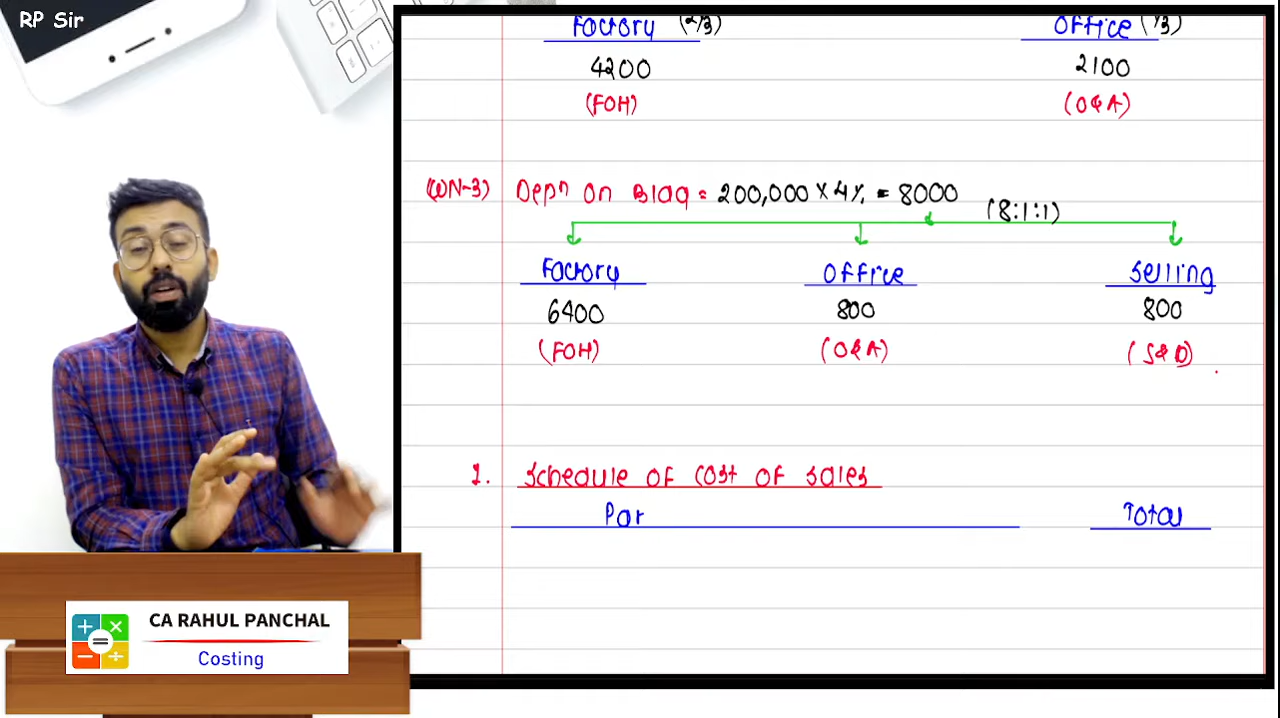 RP Sir
Factory (2/3) Office (1/3)
4200 2100
(FOH) (O&A)
(WN-3) Depn On Bldg = 200,000 × 4% = 8000 (8:1:1)
Factory Office Selling
6400 800 800
(FOH) (O&A) (S&D)
1. Schedule of Cost of Sales
Par Total
CA RAHUL PANCHAL
Costing